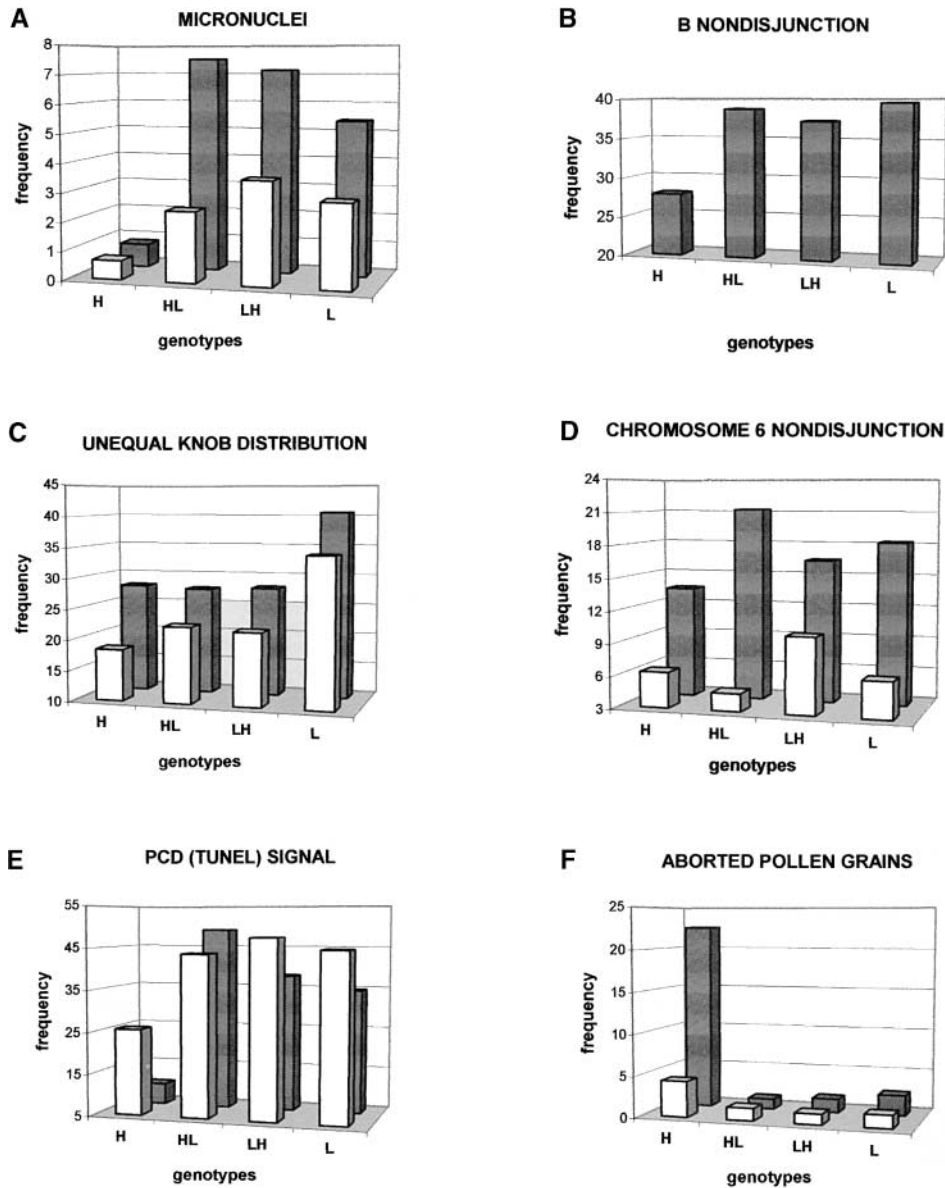 A
MICRONUCLEI
8
7
6
5
4
3
2
1
0
frequency
H HL LH L
genotypes
B
B NONDISJUNCTION
40
35
30
25
20
frequency
H HL LH L
genotypes
C
UNEQUAL KNOB DISTRIBUTION
45
40
35
30
25
20
15
10
frequency
H HL LH L
genotypes
D
CHROMOSOME 6 NONDISJUNCTION
24
21
18
15
12
9
6
3
frequency
H HL LH L
genotypes
E
PCD (TUNEL) SIGNAL
55
45
35
25
15
5
frequency
H HL LH L
genotypes
F
ABORTED POLLEN GRAINS
25
20
15
10
5
0
frequency
H HL LH L
genotypes